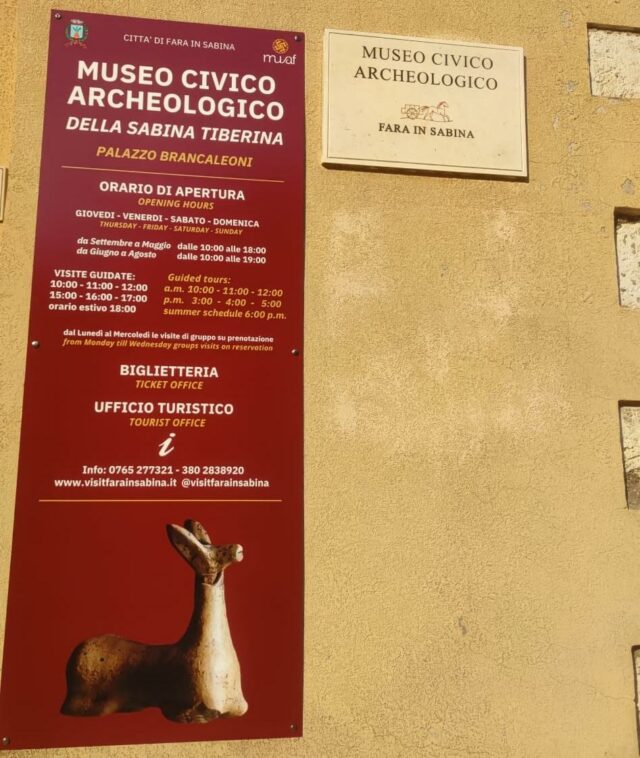 CITTA' DI FARA IN SABINA
muaf
MUSEO CIVICO
ARCHEOLOGICO
DELLA SABINA TIBERINA
PALAZZO BRANCALEONI
ORARIO DI APERTURA
OPENING HOURS
GIOVEDI - VENERDI - SABATO - DOMENICA
THURSDAY - FRIDAY - SATURDAY - SUNDAY
da Settembre a Maggio dalle 10:00 alle 18:00
da Giugno a Agosto dalle 10:00 alle 19:00
VISITE GUIDATE:
10:00 - 11:00 - 12:00
15:00 - 16:00 - 17:00
orario estivo 18:00
Guided tours:
a.m. 10:00 - 11:00 - 12:00
p.m. 3:00 - 4:00 - 5:00
summer schedule 6:00 p.m.
dal Lunedì al Mercoledì le visite di gruppo su prenotazione
from Monday till Wednesday groups visits on reservation
BIGLIETTERIA
TICKET OFFICE
UFFICIO TURISTICO
TOURIST OFFICE
i
Info: 0765 277321 - 380 2838920
www.visitfarainsabina.it @visitfarainsabina
MUSEO CIVICO
ARCHEOLOGICO
FARA IN SABINA